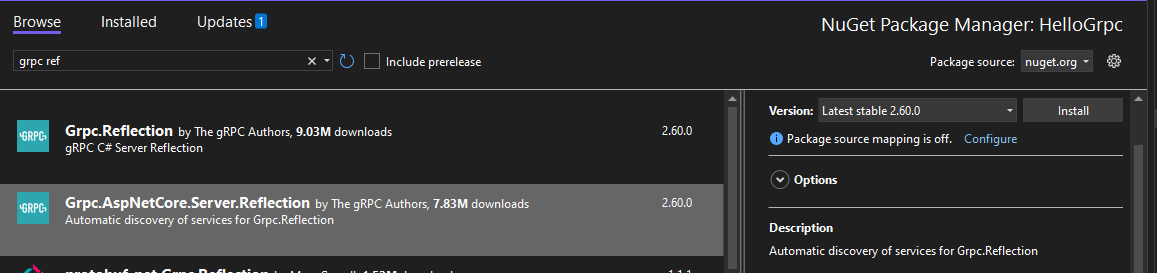 Browse Installed Updates 1
NuGet Package Manager: HelloGrpc
grpc ref
Include prerelease
Package source: nuget.org
GRPC Grpc.Reflection by The gRPC Authors, 9.03M downloads 2.60.0
gRPC C# Server Reflection
GRPC Grpc.AspNetCore.Server.Reflection by The gRPC Authors, 7.83M downloads 2.60.0
Automatic discovery of services for Grpc.Reflection
Version: Latest stable 2.60.0 Install
Package source mapping is off. Configure
Options
Description
Automatic discovery of services for Grpc.Reflection